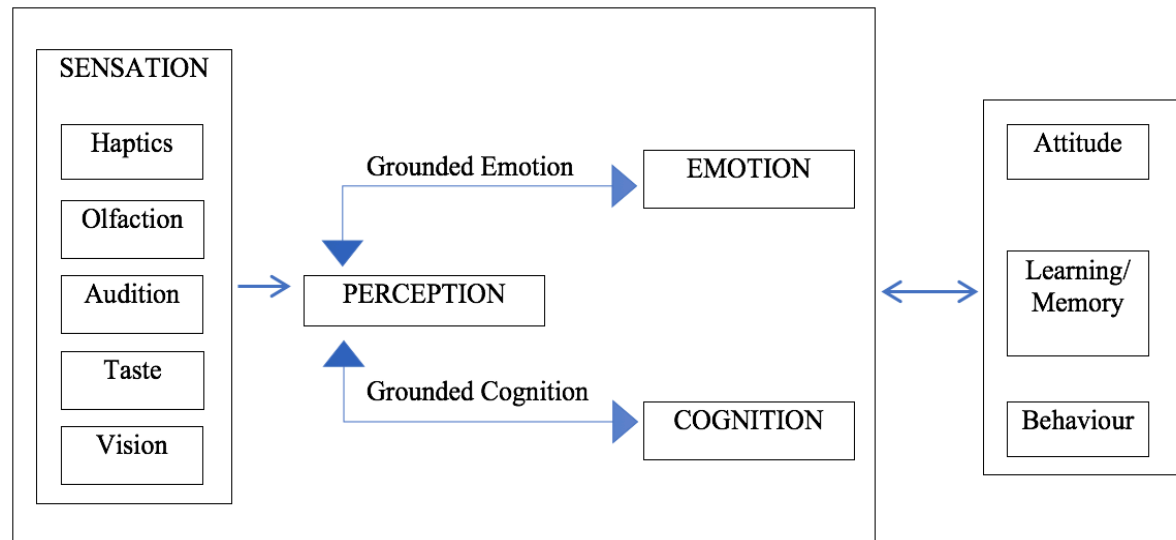 SENSATION
Haptics
Olfaction
Audition
Taste
Vision
Grounded Emotion
EMOTION
PERCEPTION
Grounded Cognition
COGNITION
Attitude
Learning/
Memory
Behaviour